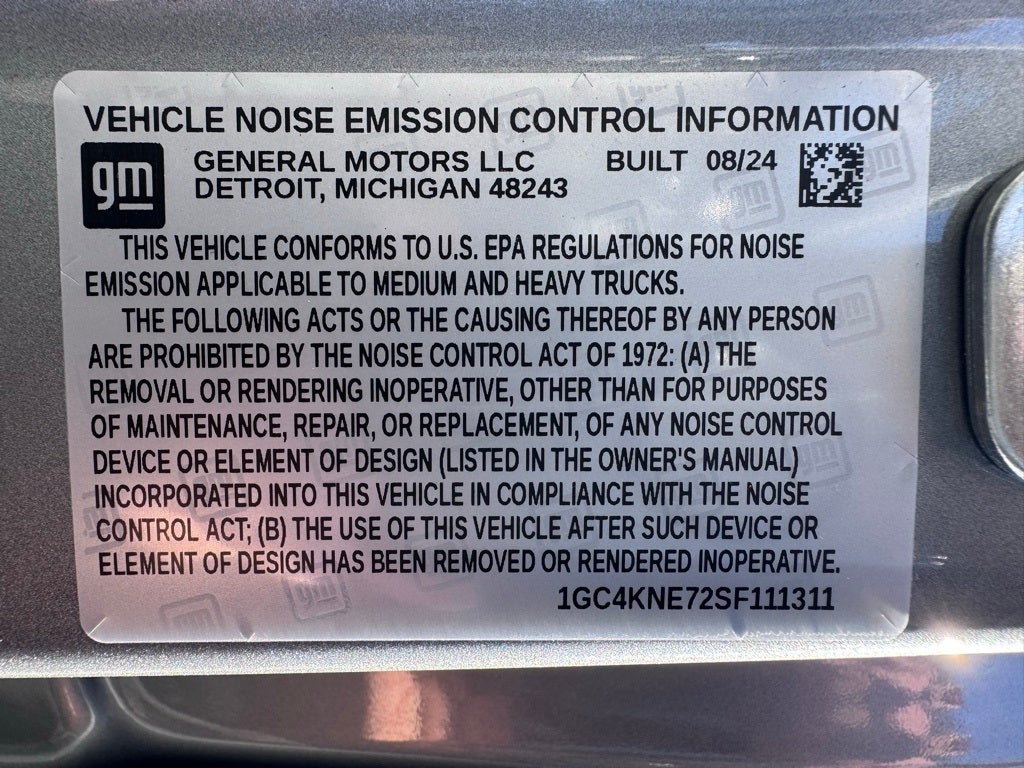 VEHICLE NOISE EMISSION CONTROL INFORMATION
gm
GENERAL MOTORS LLC BUILT 08/24
DETROIT, MICHIGAN 48243
THIS VEHICLE CONFORMS TO U.S. EPA REGULATIONS FOR NOISE
EMISSION APPLICABLE TO MEDIUM AND HEAVY TRUCKS.
THE FOLLOWING ACTS OR THE CAUSING THEREOF BY ANY PERSON
ARE PROHIBITED BY THE NOISE CONTROL ACT OF 1972: (A) THE
REMOVAL OR RENDERING INOPERATIVE, OTHER THAN FOR PURPOSES
OF MAINTENANCE, REPAIR, OR REPLACEMENT, OF ANY NOISE CONTROL
DEVICE OR ELEMENT OF DESIGN (LISTED IN THE OWNER'S MANUAL)
INCORPORATED INTO THIS VEHICLE IN COMPLIANCE WITH THE NOISE
CONTROL ACT; (B) THE USE OF THIS VEHICLE AFTER SUCH DEVICE OR
ELEMENT OF DESIGN HAS BEEN REMOVED OR RENDERED INOPERATIVE.
1GC4KNE72SF111311